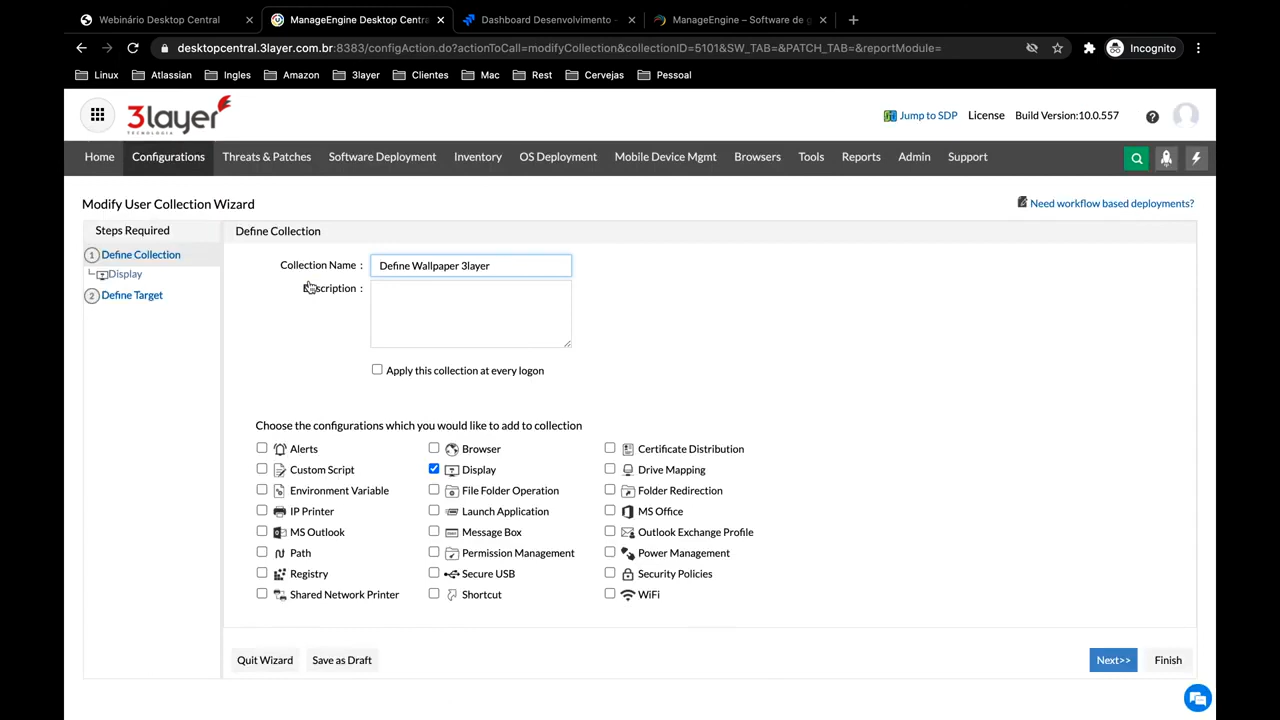 Webinário Desktop Central
ManageEngine Desktop Centra
Dashboard Desenvolvimento -
ManageEngine – Software de g
desktopcentral.3layer.com.br:8383/configAction.do?actionToCall=modifyCollection&collectionID=5101&SW_TAB=&PATCH_TAB=&reportModule=
Incognito
Linux Atlassian Ingles Amazon 3layer Clientes Mac Rest Cervejas Pessoal
3layer
TECNOLOGIA
Jump to SDP License Build Version:10.0.557
Home Configurations Threats & Patches Software Deployment Inventory OS Deployment Mobile Device Mgmt Browsers Tools Reports Admin Support
Modify User Collection Wizard
Need workflow based deployments?
Steps Required
1 Define Collection
Display
2 Define Target
Define Collection
Collection Name : Define Wallpaper 3layer
Description :
Apply this collection at every logon
Choose the configurations which you would like to add to collection
Alerts Browser Certificate Distribution
Custom Script Display Drive Mapping
Environment Variable File Folder Operation Folder Redirection
IP Printer Launch Application MS Office
MS Outlook Message Box Outlook Exchange Profile
Path Permission Management Power Management
Registry Secure USB Security Policies
Shared Network Printer Shortcut WiFi
Quit Wizard Save as Draft Next>> Finish